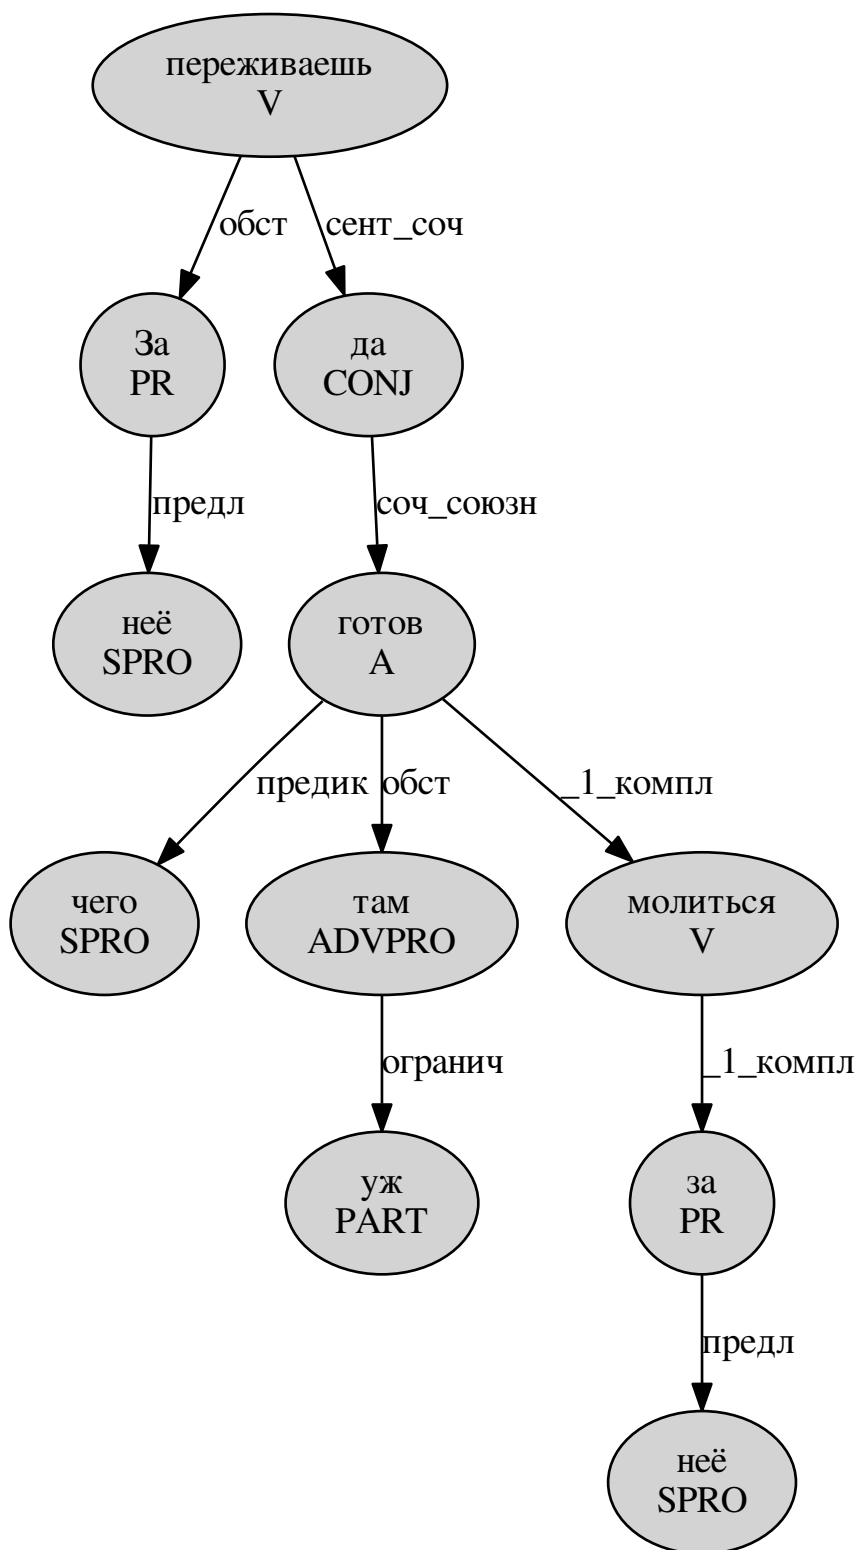 переживаешь
V
обст
сент_соч
За
PR
да
CONJ
предл
соч_союзн
неё
SPRO
готов
A
предик
обст
_1_компл
чего
SPRO
там
ADVPRO
молиться
V
огранич
_1_компл
уж
PART
за
PR
предл
неё
SPRO